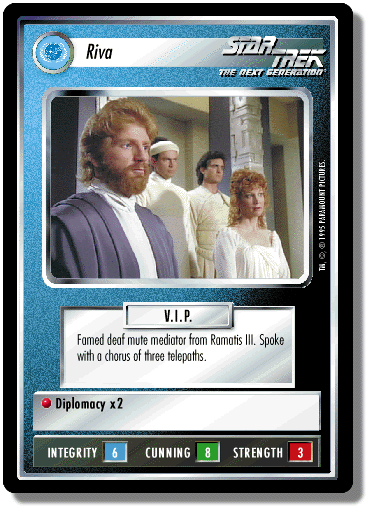 Riva
STAR TREK
THE NEXT GENERATION®
TM, © ® 1995 PARAMOUNT PICTURES.
V.I.P.
Famed deaf mute mediator from Ramatis III. Spoke
with a chorus of three telepaths.
Diplomacy x2
INTEGRITY 6 CUNNING 8 STRENGTH 3